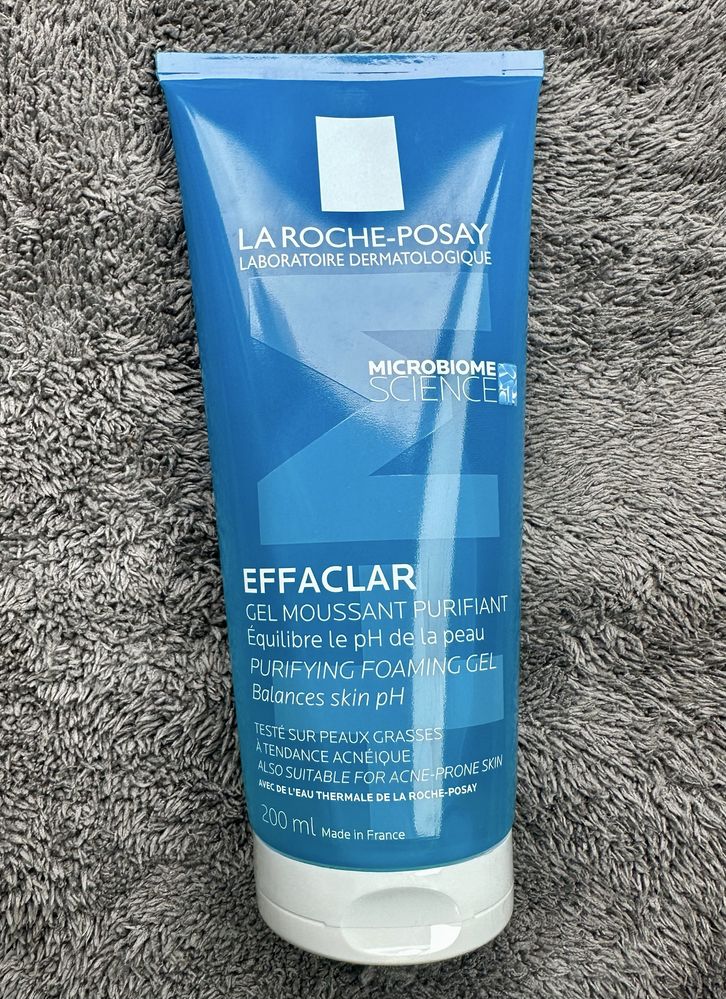 LA ROCHE-POSAY
LABORATOIRE DERMATOLOGIQUE
MICROBIOME
SCIENCE
EFFACLAR
GEL MOUSSANT PURIFIANT
Équilibre le pH de la peau
PURIFYING FOAMING GEL
Balances skin pH
TESTÉ SUR PEAUX GRASSES
À TENDANCE ACNÉIQUE
ALSO SUITABLE FOR ACNE-PRONE SKIN
AVEC DE L'EAU THERMALE DE LA ROCHE-POSAY
200 ml Made in France